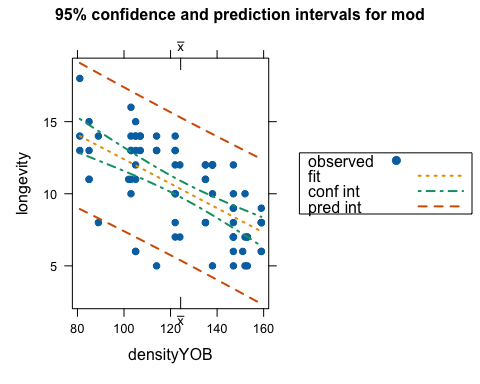 95% confidence and prediction intervals for mod
x̄
15
10
5
longevity
80 100 120 140 160
x̄
densityYOB
observed
fit
conf int
pred int